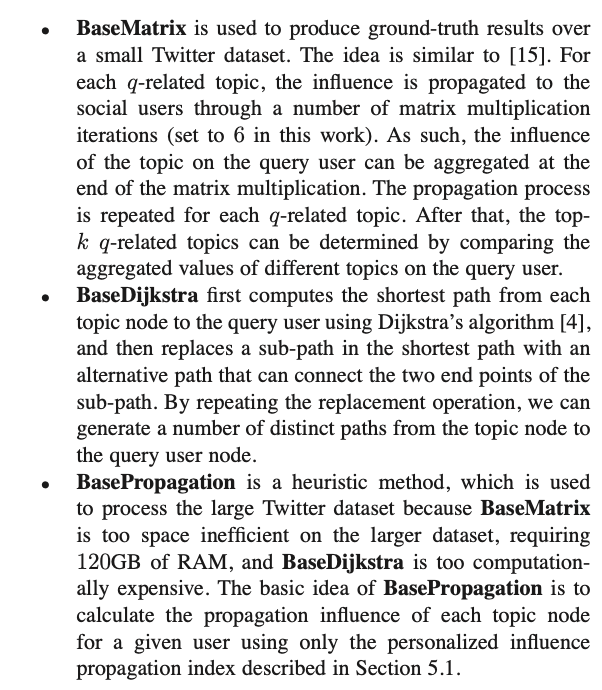 • BaseMatrix is used to produce ground-truth results over
a small Twitter dataset. The idea is similar to [15]. For
each q-related topic, the influence is propagated to the
social users through a number of matrix multiplication
iterations (set to 6 in this work). As such, the influence
of the topic on the query user can be aggregated at the
end of the matrix multiplication. The propagation process
is repeated for each q-related topic. After that, the top-
k q-related topics can be determined by comparing the
aggregated values of different topics on the query user.
• BaseDijkstra first computes the shortest path from each
topic node to the query user using Dijkstra's algorithm [4],
and then replaces a sub-path in the shortest path with an
alternative path that can connect the two end points of the
sub-path. By repeating the replacement operation, we can
generate a number of distinct paths from the topic node to
the query user node.
• BasePropagation is a heuristic method, which is used
to process the large Twitter dataset because BaseMatrix
is too space inefficient on the larger dataset, requiring
120GB of RAM, and BaseDijkstra is too computation-
ally expensive. The basic idea of BasePropagation is to
calculate the propagation influence of each topic node
for a given user using only the personalized influence
propagation index described in Section 5.1.